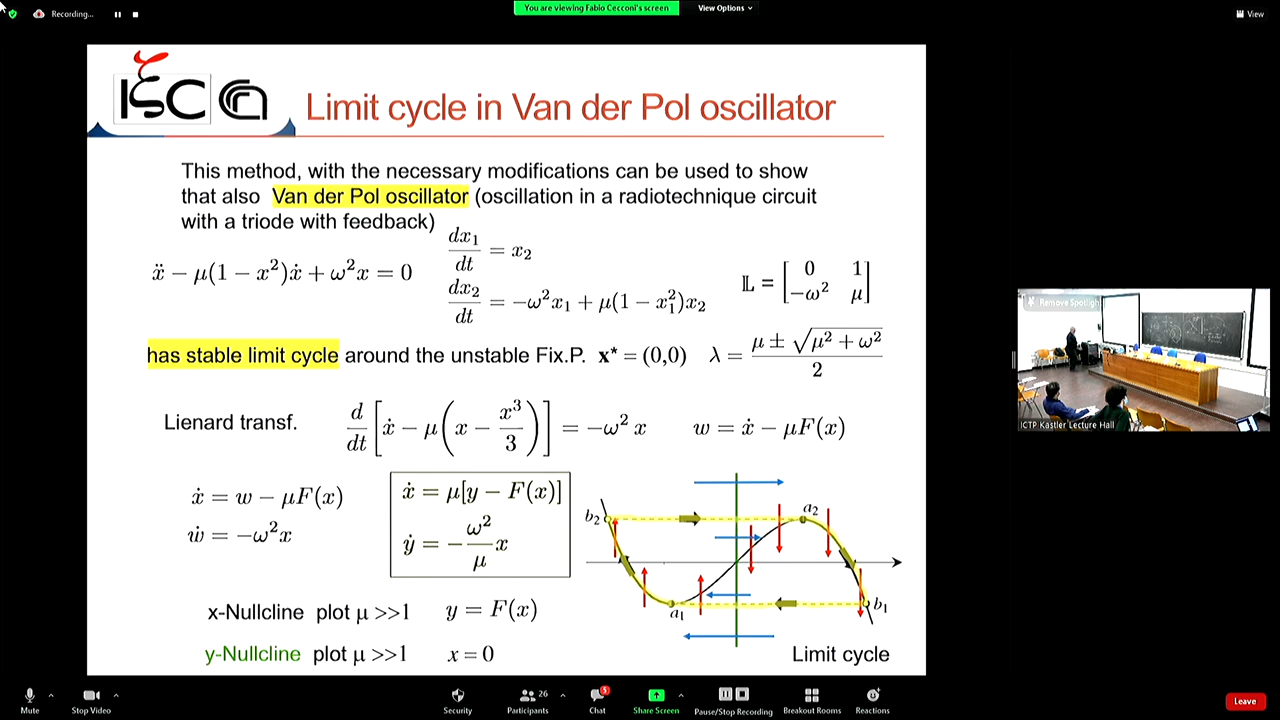 Recording...
You are viewing Fabio Cecconi's screen
View Options
View
ISC
Limit cycle in Van der Pol oscillator
This method, with the necessary modifications can be used to show
that also Van der Pol oscillator (oscillation in a radiotechnique circuit
with a triode with feedback)
ẍ − μ(1 − x²)ẋ + ω²x = 0
dx₁/dt = x₂
dx₂/dt = −ω²x₁ + μ(1 − x₁²)x₂
𝕃 = [0 1; −ω² μ]
has stable limit cycle around the unstable Fix.P. x* = (0,0) λ = (μ ± √(μ² + ω²))/2
Lienard transf. d/dt [ẋ − μ(x − x³/3)] = −ω² x w = ẋ − μF(x)
ẋ = w − μF(x)
ẇ = −ω²x
ẋ = μ[y − F(x)]
ẏ = −ω²/μ x
b₂
a₂
a₁
b₁
x-Nullcline plot μ >>1 y = F(x)
y-Nullcline plot μ >>1 x = 0
Limit cycle
Remove Spotlight
ICTP Kastler Lecture Hall
Mute
Stop Video
Security
Participants
26
Chat
5
Share Screen
Pause/Stop Recording
Breakout Rooms
Reactions
Leave